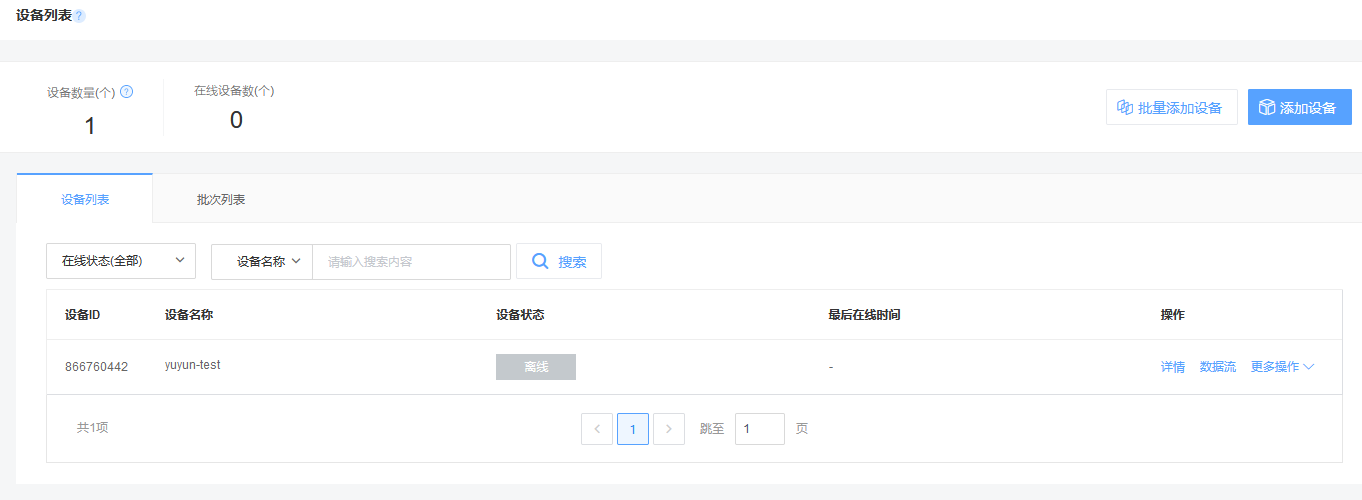 设备列表?
设备数量(个) ?
在线设备数(个)
1
0
批量添加设备
添加设备
设备列表
批次列表
在线状态(全部)
设备名称
请输入搜索内容
搜索
设备ID 设备名称 设备状态 最后在线时间 操作
866760442 yuyun-test 离线 - 详情 数据流 更多操作
共1项
1
跳至 1 页